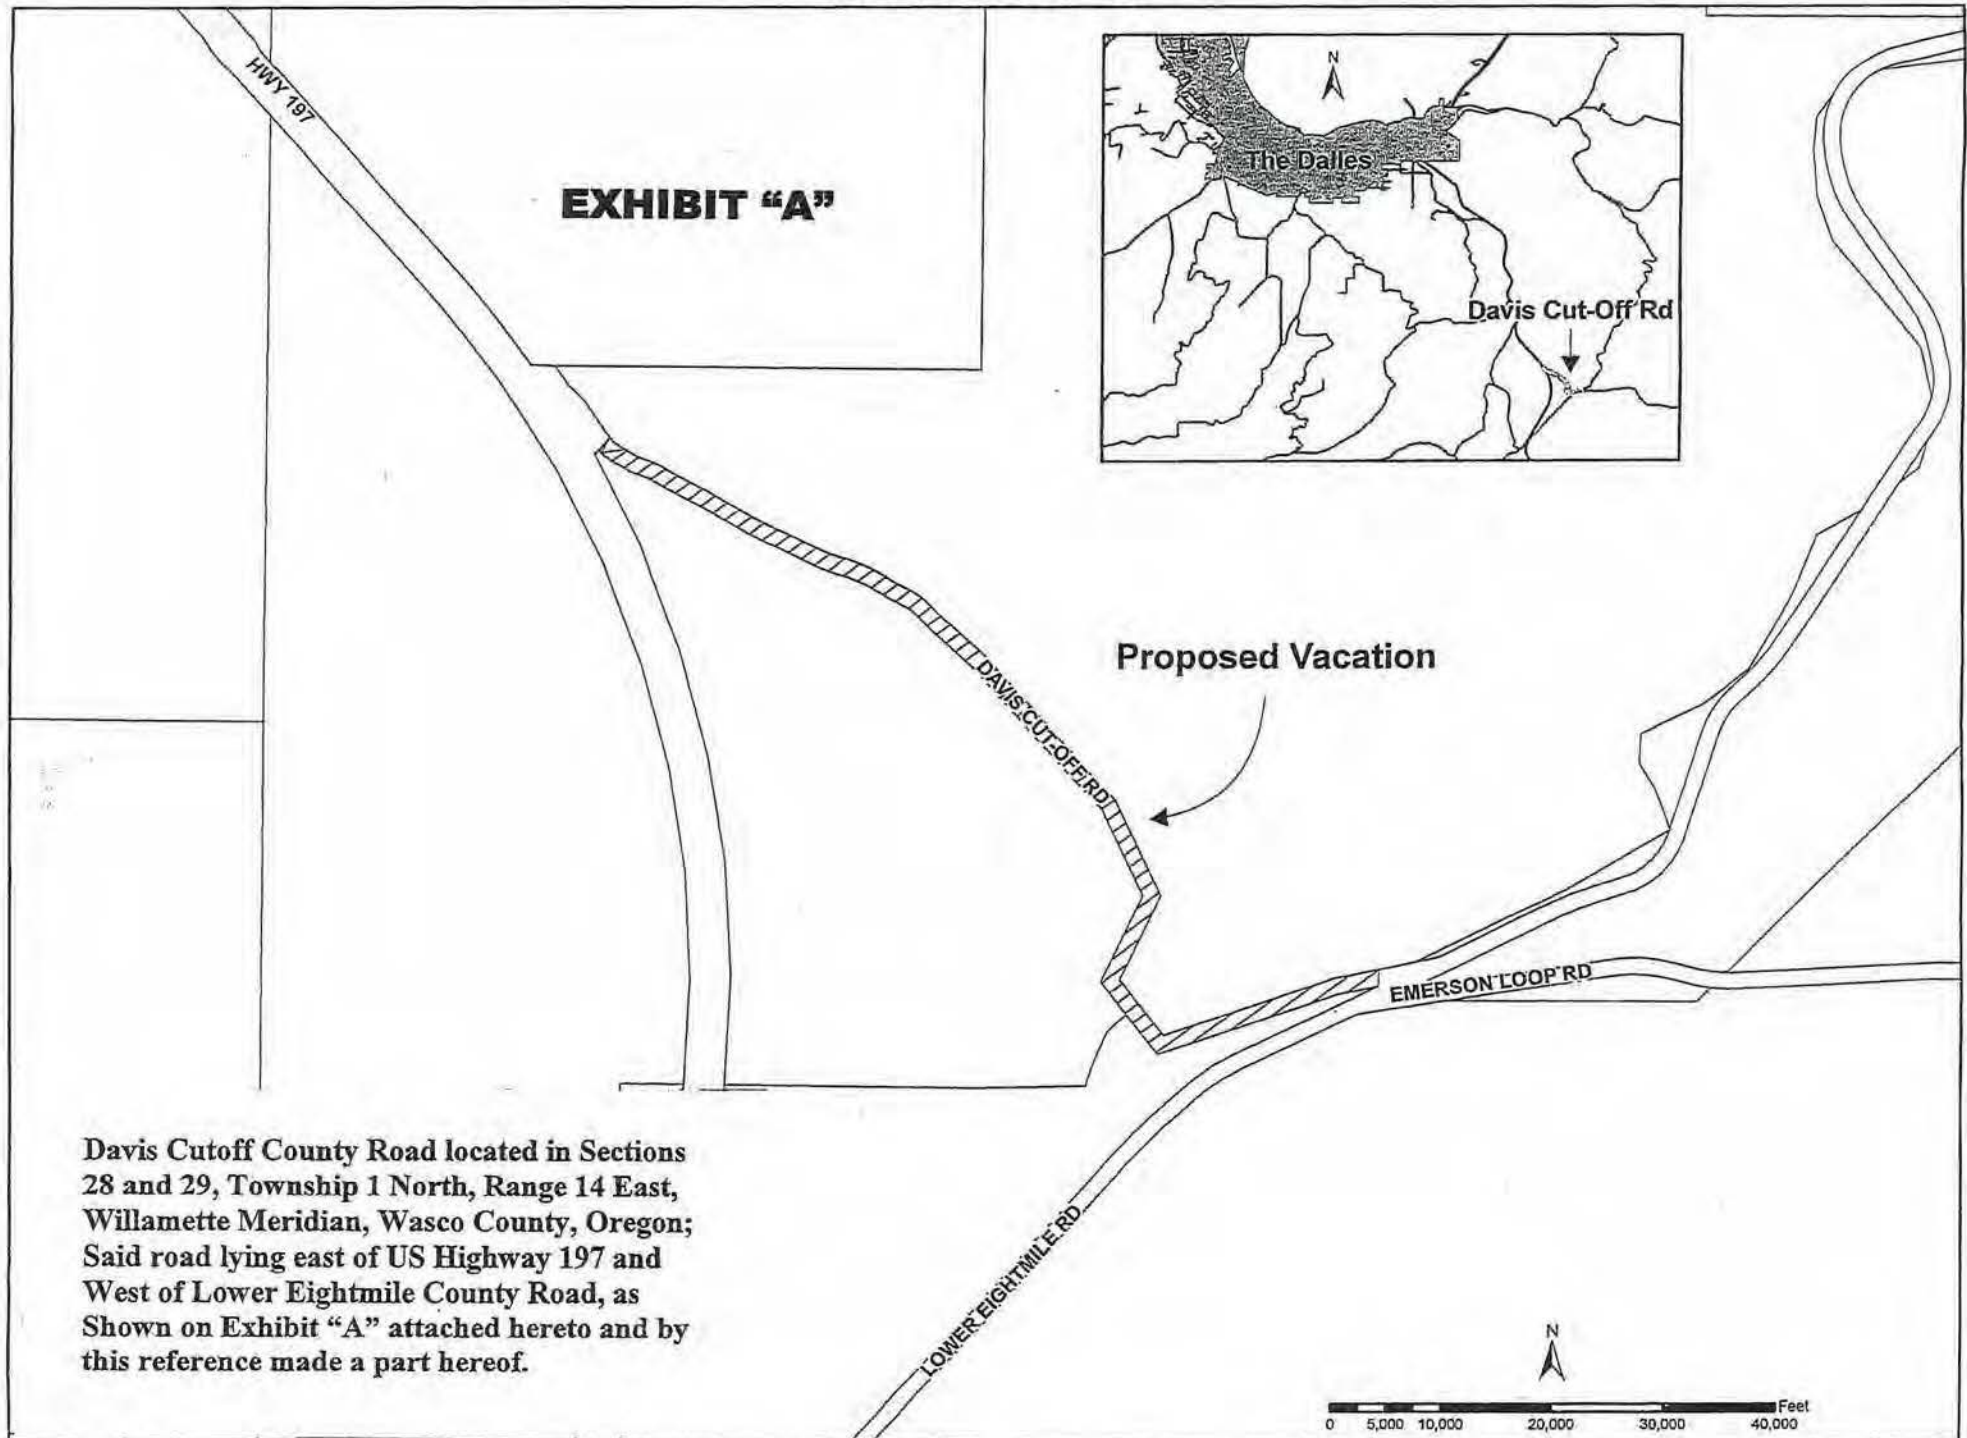 HWY 197
EXHIBIT “A”
N
The Dalles
Davis Cut-Off Rd
Proposed Vacation
DAVIS CUT-OFF RD
EMERSON LOOP RD
LOWER EIGHTMILE RD
Davis Cutoff County Road located in Sections
28 and 29, Township 1 North, Range 14 East,
Willamette Meridian, Wasco County, Oregon;
Said road lying east of US Highway 197 and
West of Lower Eightmile County Road, as
Shown on Exhibit “A” attached hereto and by
this reference made a part hereof.
N
Feet
0 5,000 10,000 20,000 30,000 40,000